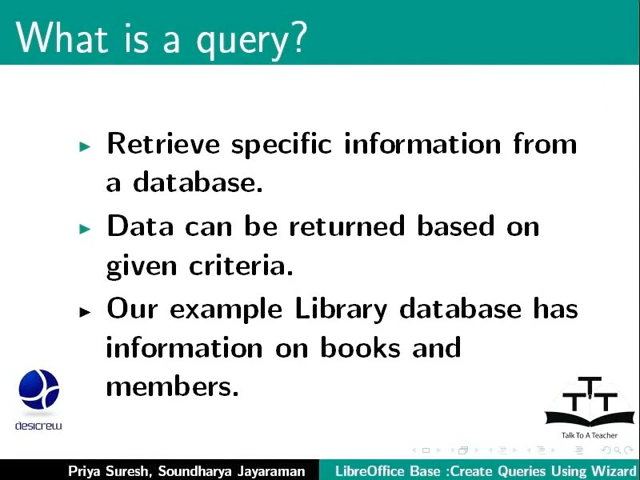 What is a query?
Retrieve specific information from
a database.
Data can be returned based on
given criteria.
Our example Library database has
information on books and
members.
desicrew
TTT
Talk To A Teacher
Priya Suresh, Soundharya Jayaraman
LibreOffice Base :Create Queries Using Wizard